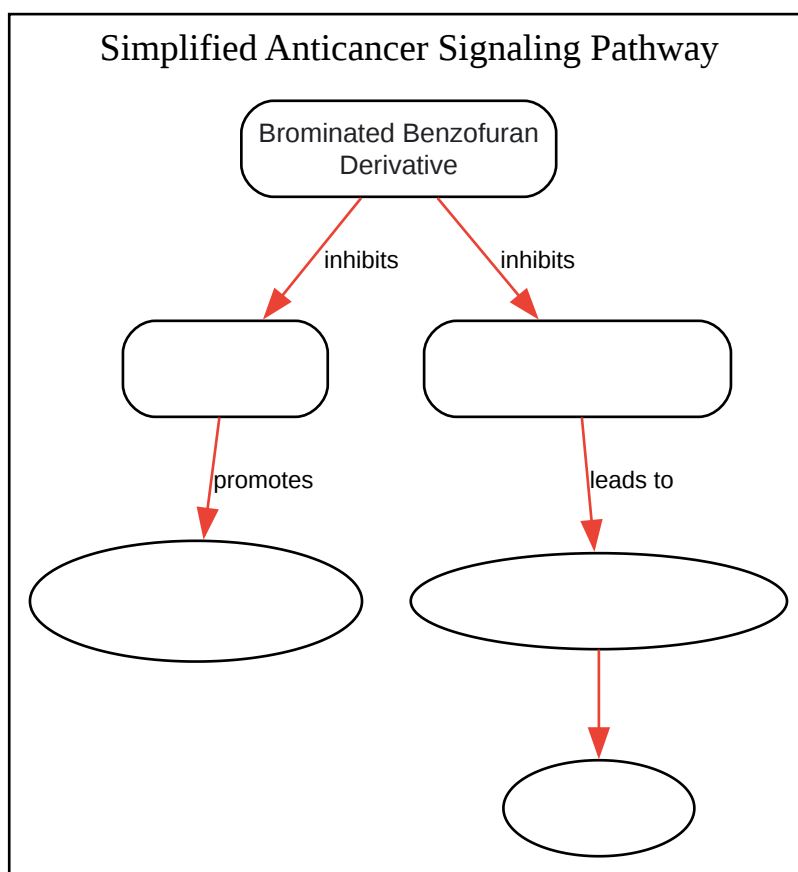 Simplified Anticancer Signaling Pathway
Brominated Benzofuran
Derivative
inhibits
inhibits
promotes
leads to